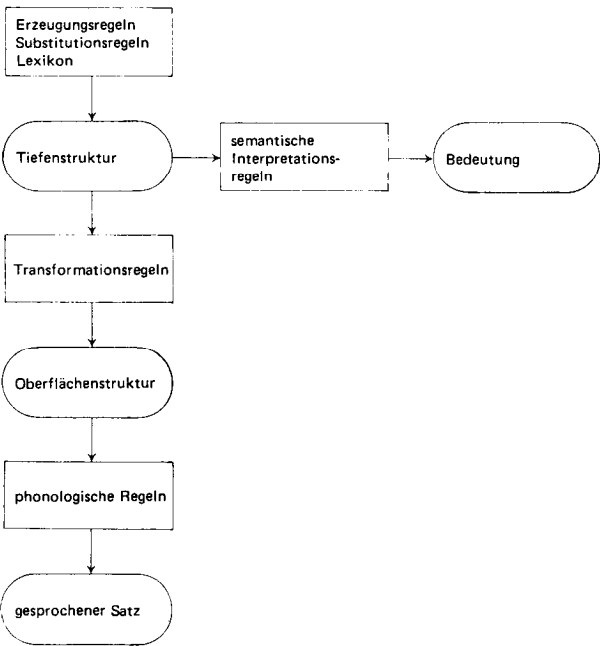 Erzeugungsregeln
Substitutionsregeln
Lexikon
Tiefenstruktur
semantische
Interpretations-
regeln
Bedeutung
Transformationsregeln
Oberflächenstruktur
phonologische Regeln
gesprochener Satz